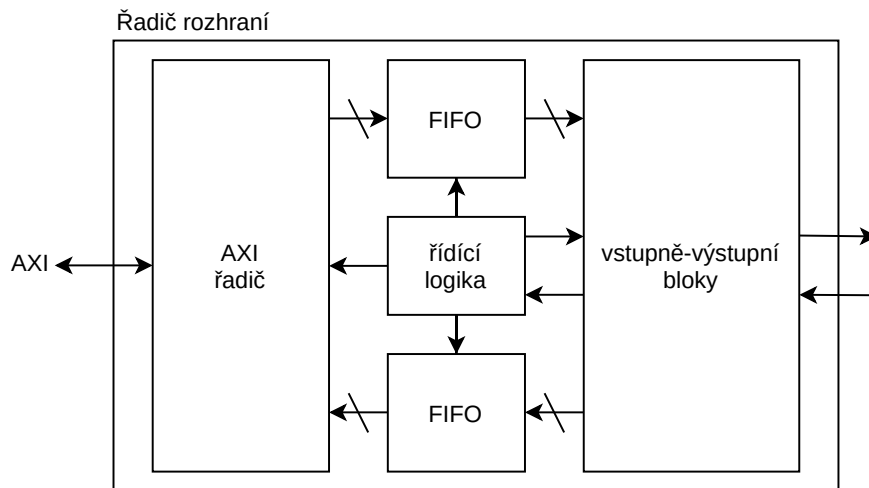 Řadič rozhraní
FIFO
AXI
AXI
řadič
řídící
logika
vstupně-výstupní
bloky
FIFO